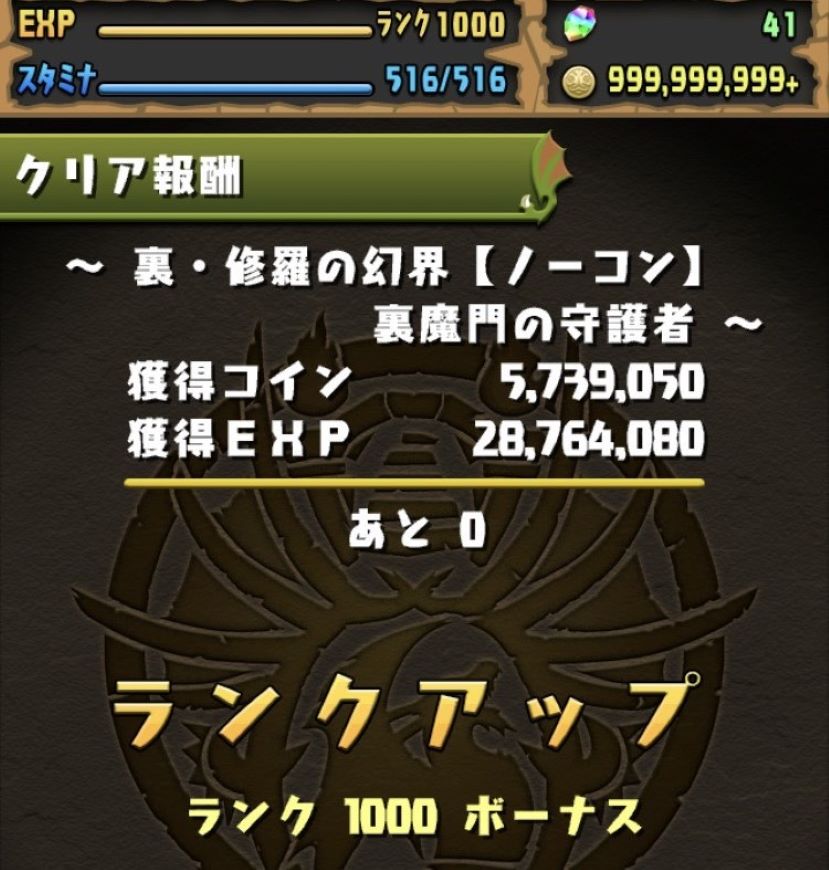 EXP ランク1000 41
スタミナ 516/516 999,999,999+
クリア報酬
～ 裏・修羅の幻界【ノーコン】
裏魔門の守護者 ～
獲得コイン 5,739,050
獲得EXP 28,764,080
あと 0
ランクアップ
ランク 1000 ボーナス